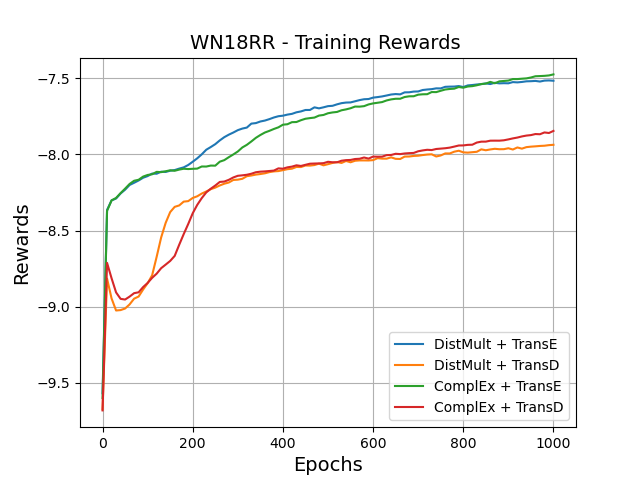 WN18RR - Training Rewards
Rewards
−7.5
−8.0
−8.5
−9.0
−9.5
0
200
400
600
800
1000
Epochs
DistMult + TransE
DistMult + TransD
ComplEx + TransE
ComplEx + TransD